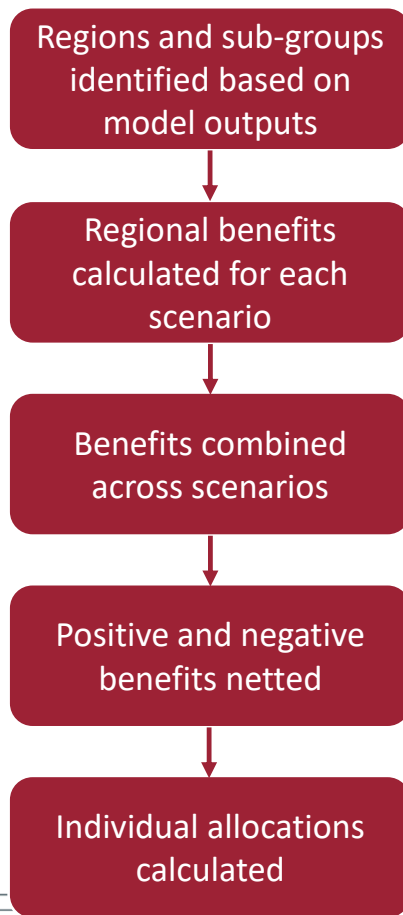 Regions and sub-groups
identified based on
model outputs
Regional benefits
calculated for each
scenario
Benefits combined
across scenarios
Positive and negative
benefits netted
Individual allocations
calculated